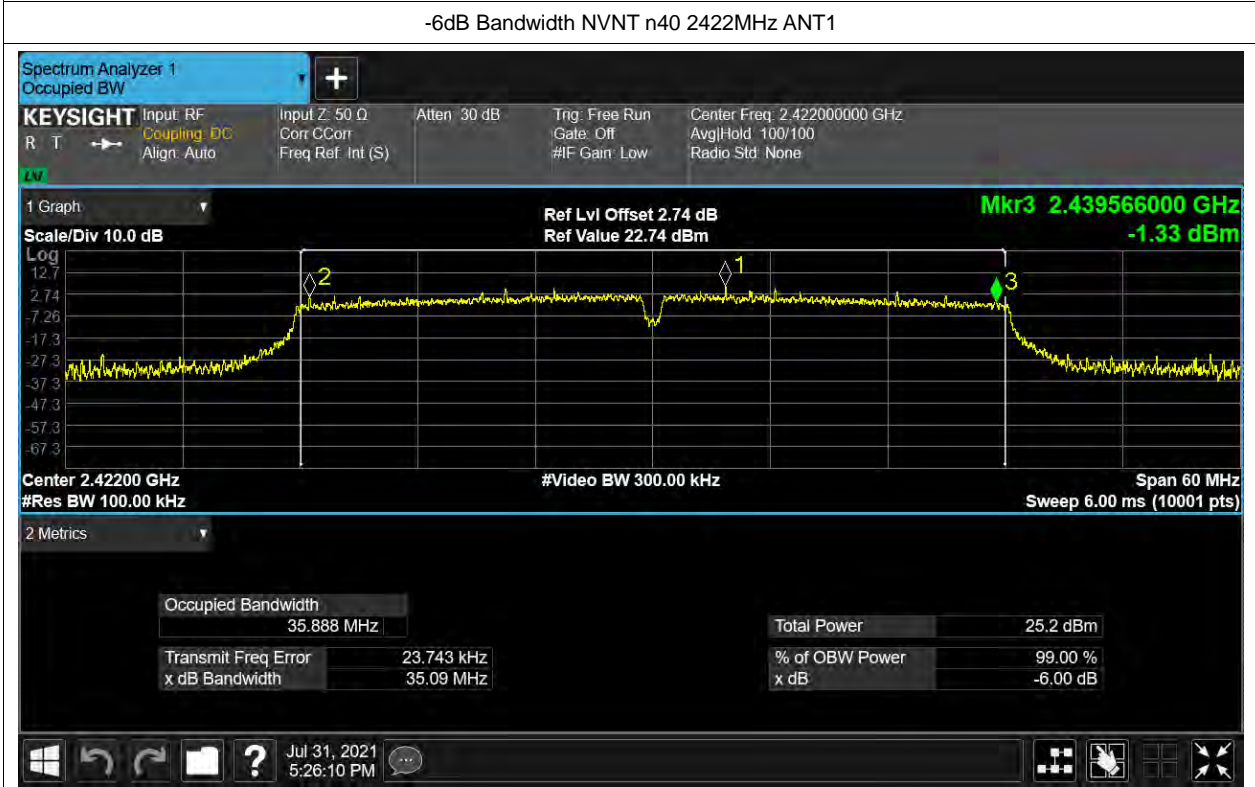 -6dB Bandwidth NVNT n40 2422MHz ANT1
Spectrum Analyzer 1
Occupied BW
+
KEYSIGHT
R T
Input: RF
Coupling: DC
Align: Auto
Input Z: 50 Ω
Corr CCorr
Freq Ref: Int (S)
Atten: 30 dB
Trig: Free Run
Gate: Off
#IF Gain: Low
Center Freq: 2.422000000 GHz
Avg|Hold: 100/100
Radio Std: None
1 Graph
Scale/Div 10.0 dB
Ref Lvl Offset 2.74 dB
Ref Value 22.74 dBm
Mkr3 2.439566000 GHz
-1.33 dBm
Log
12.7
2.74
-7.26
-17.3
-27.3
-37.3
-47.3
-57.3
-67.3
2
1
3
Center 2.42200 GHz
#Video BW 300.00 kHz
Span 60 MHz
#Res BW 100.00 kHz
Sweep 6.00 ms (10001 pts)
2 Metrics
Occupied Bandwidth
35.888 MHz
Total Power 25.2 dBm
Transmit Freq Error 23.743 kHz
% of OBW Power 99.00 %
x dB Bandwidth 35.09 MHz
x dB -6.00 dB
?
Jul 31, 2021
5:26:10 PM